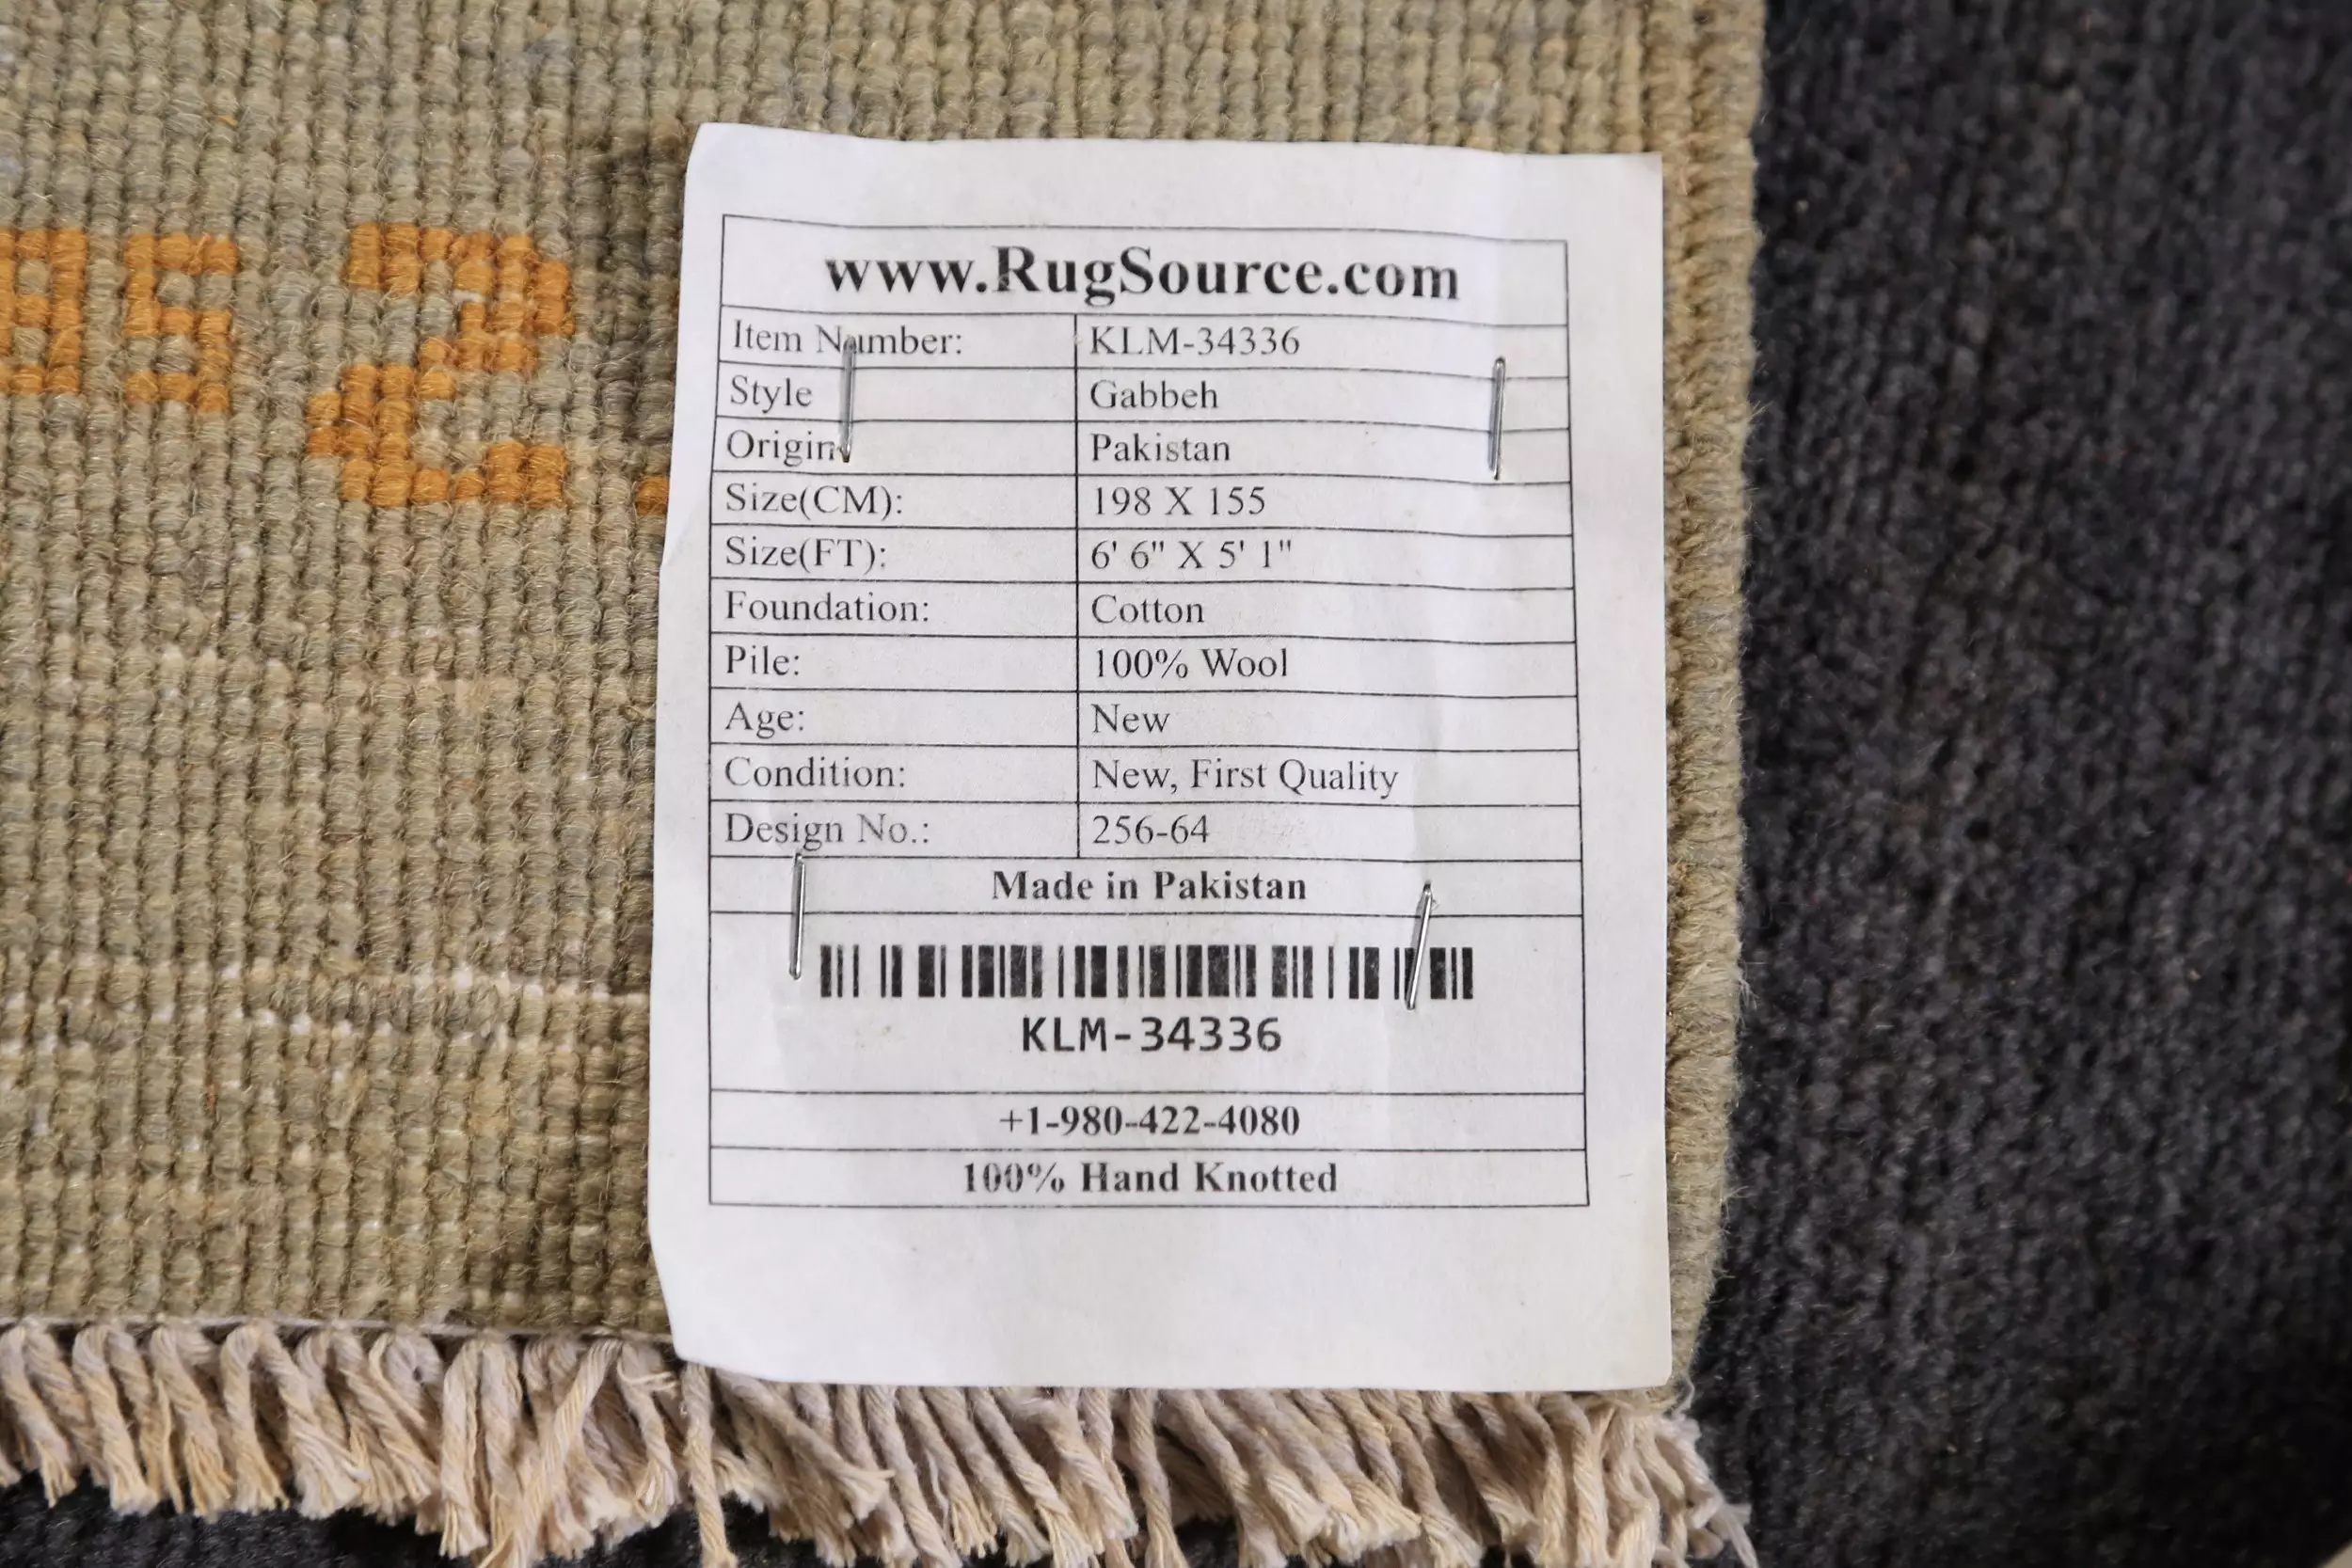 www.RugSource.com
Item Number: KLM-34336
Style Gabbeh
Origin Pakistan
Size(CM): 198 X 155
Size(FT): 6' 6" X 5' 1"
Foundation: Cotton
Pile: 100% Wool
Age: New
Condition: New, First Quality
Design No.: 256-64
Made in Pakistan
KLM-34336
+1-980-422-4080
100% Hand Knotted